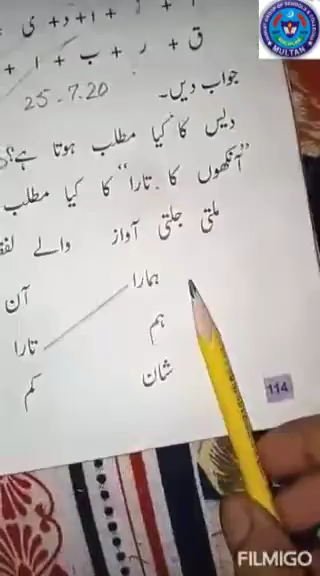 ی + د + ا +
ق + ر + ب + ا +
25-7.20
جواب دیں۔
دیس کا کیا مطلب ہوتا ہے؟
"آنکھوں کا تارا" کا کیا مطلب
ملتی جلتی آواز والے
ہمارا آن
ہم تارا
شان کم
114
MULTAN
FILMIGO